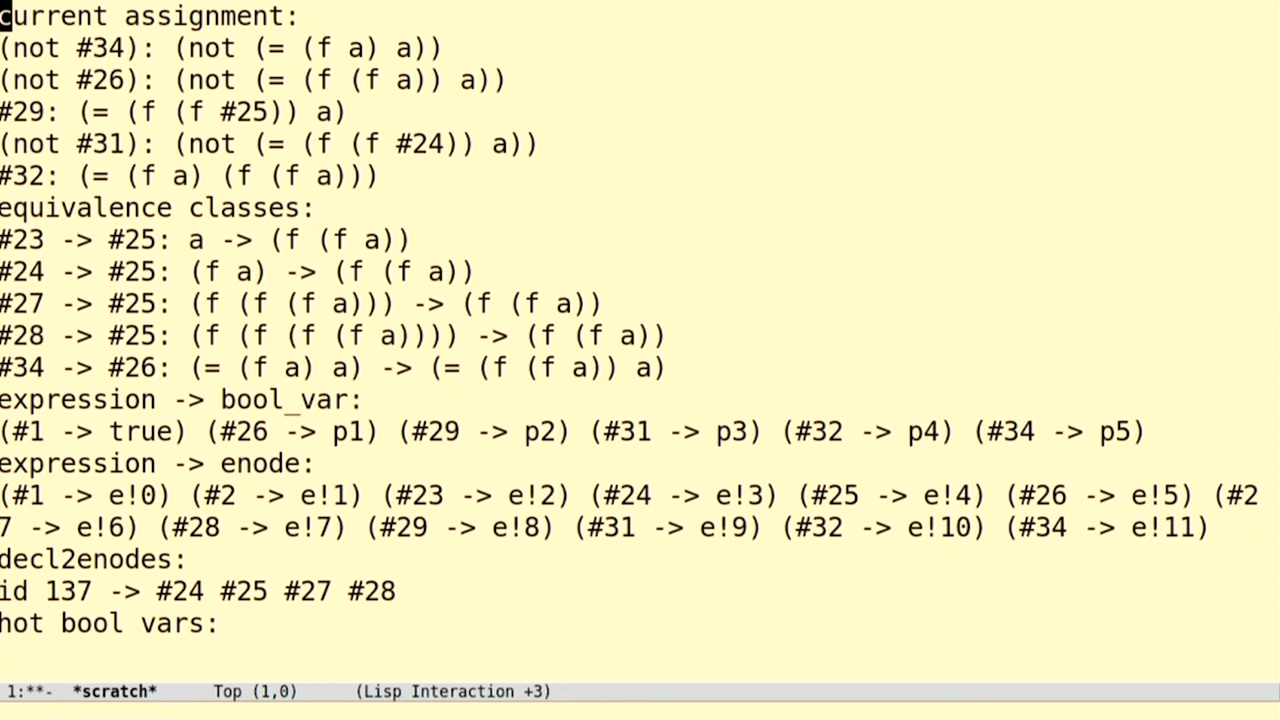 current assignment:
(not #34): (not (= (f a) a))
(not #26): (not (= (f (f a)) a))
#29: (= (f (f #25)) a)
(not #31): (not (= (f (f #24)) a))
#32: (= (f a) (f (f a)))
equivalence classes:
#23 -> #25: a -> (f (f a))
#24 -> #25: (f a) -> (f (f a))
#27 -> #25: (f (f (f a))) -> (f (f a))
#28 -> #25: (f (f (f (f a)))) -> (f (f a))
#34 -> #26: (= (f a) a) -> (= (f (f a)) a)
expression -> bool_var:
(#1 -> true) (#26 -> p1) (#29 -> p2) (#31 -> p3) (#32 -> p4) (#34 -> p5)
expression -> enode:
(#1 -> e!0) (#2 -> e!1) (#23 -> e!2) (#24 -> e!3) (#25 -> e!4) (#26 -> e!5) (#2
7 -> e!6) (#28 -> e!7) (#29 -> e!8) (#31 -> e!9) (#32 -> e!10) (#34 -> e!11)
decl2enodes:
id 137 -> #24 #25 #27 #28
hot bool vars:
1:**-  *scratch*      Top (1,0)      (Lisp Interaction +3)